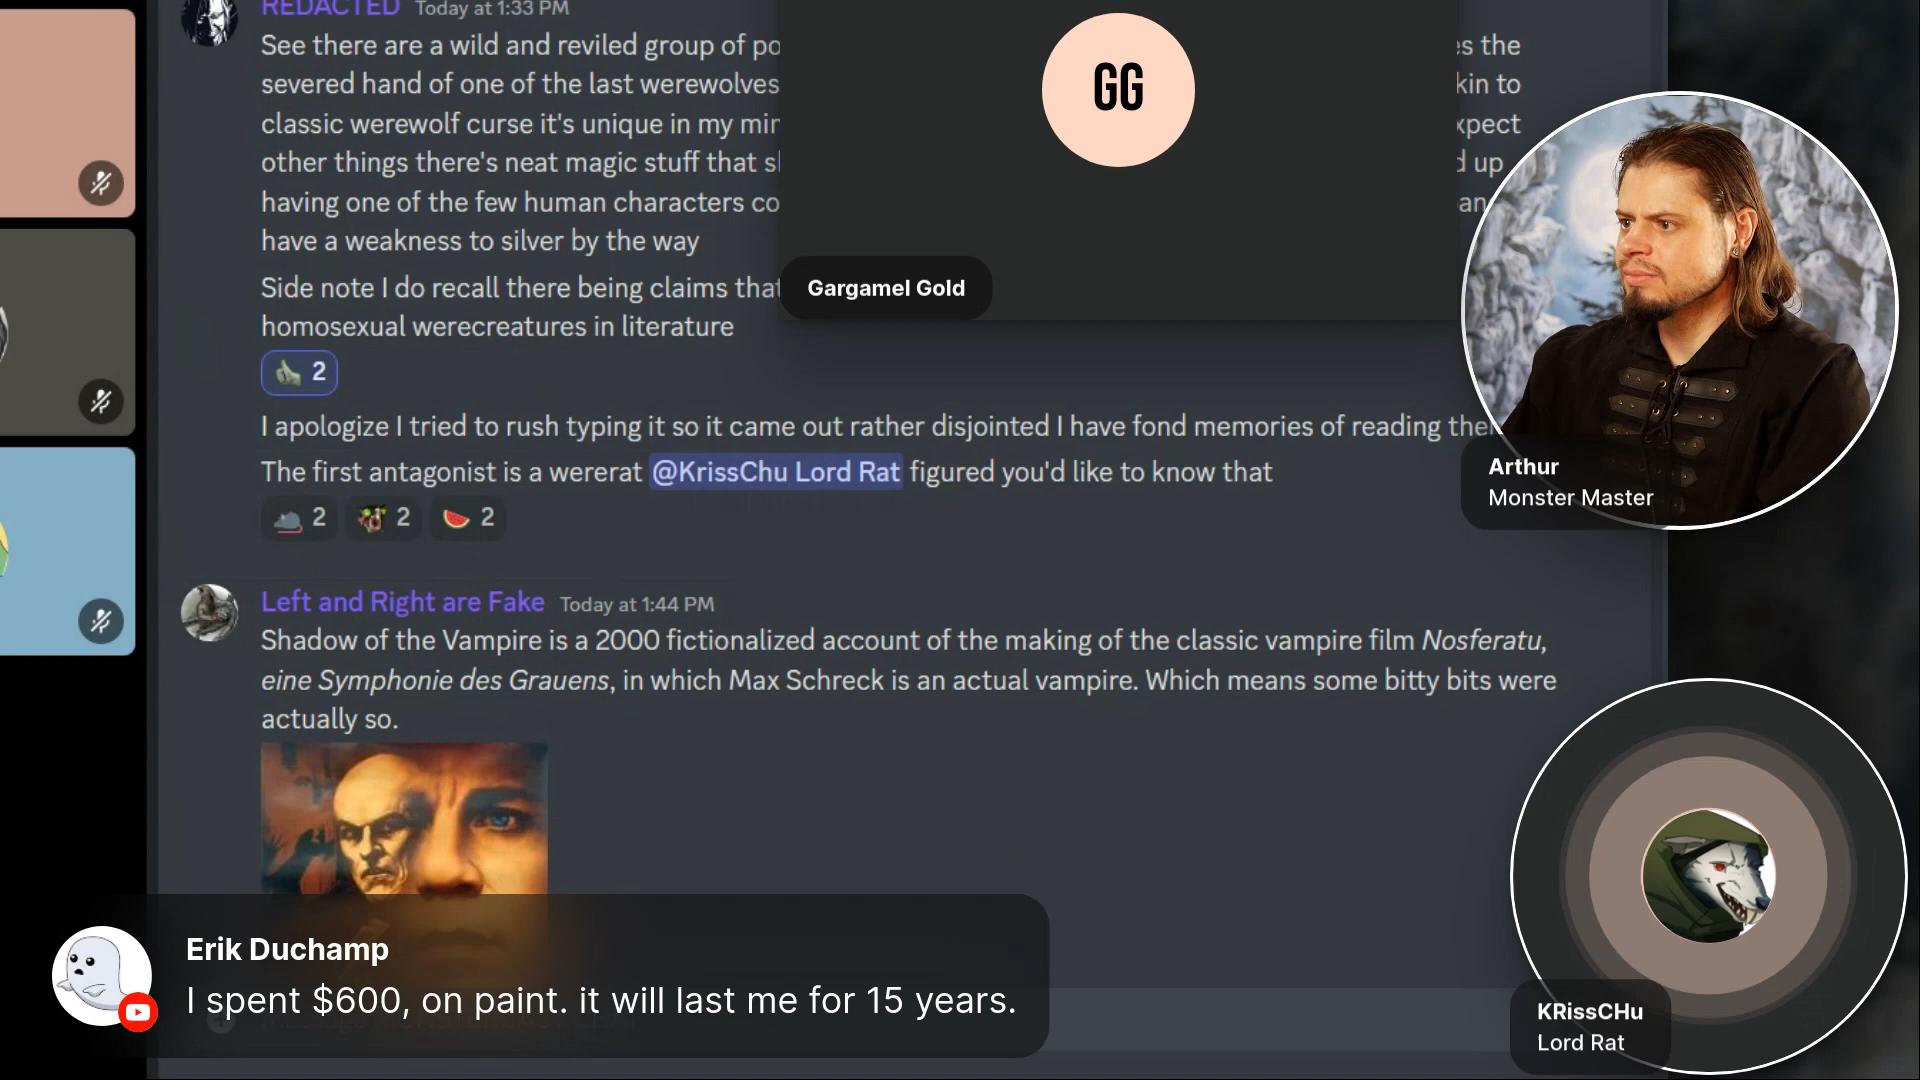 REDACTED Today at 1:33 PM
See there are a wild and reviled group of po
es the
severed hand of one of the last werewolves
kin to
classic werewolf curse it's unique in my mir
xpect
other things there's neat magic stuff that sl
d up
having one of the few human characters co
an
have a weakness to silver by the way
Side note I do recall there being claims that
homosexual werecreatures in literature
2
I apologize I tried to rush typing it so it came out rather disjointed I have fond memories of reading the
The first antagonist is a wererat @KrissChu Lord Rat figured you'd like to know that
2 2 2
GG
Gargamel Gold
Arthur
Monster Master
Left and Right are Fake Today at 1:44 PM
Shadow of the Vampire is a 2000 fictionalized account of the making of the classic vampire film Nosferatu,
eine Symphonie des Grauens, in which Max Schreck is an actual vampire. Which means some bitty bits were
actually so.
Erik Duchamp
I spent $600, on paint. it will last me for 15 years.
KRissCHu
Lord Rat